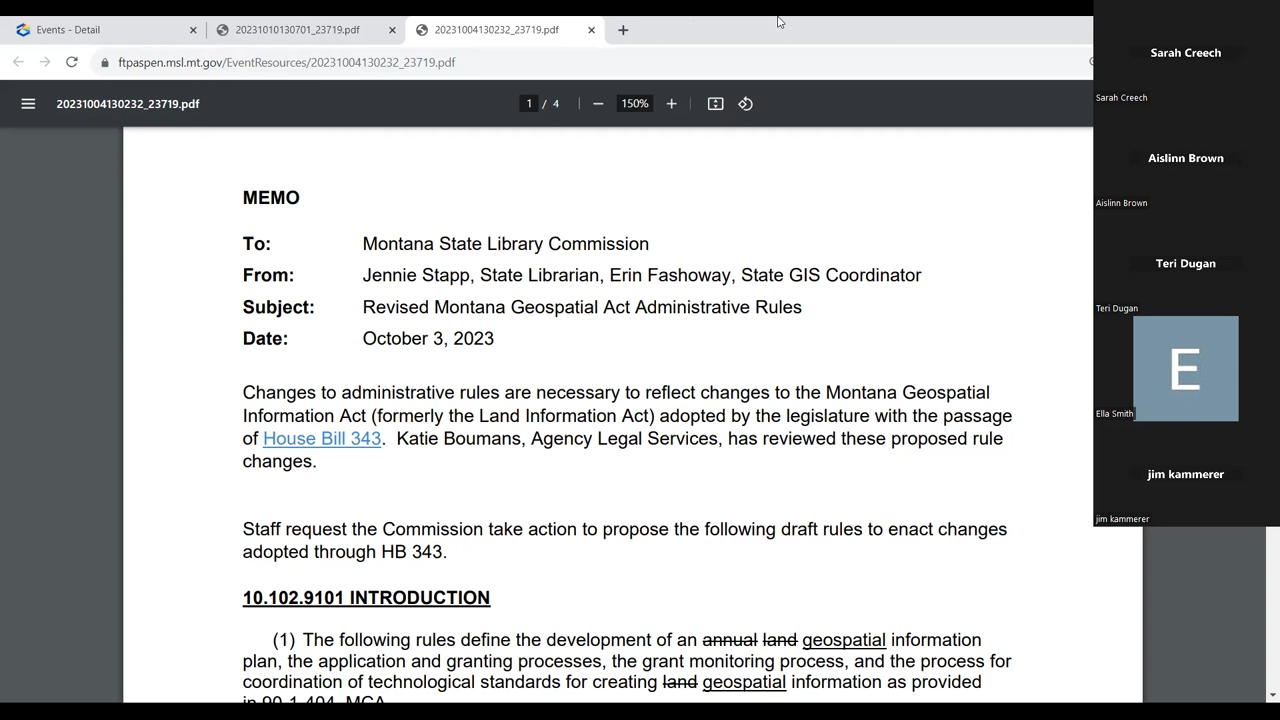 Events - Detail
20231010130701_23719.pdf
20231004130232_23719.pdf
ftpaspen.msl.mt.gov/EventResources/20231004130232_23719.pdf
20231004130232_23719.pdf
1 / 4
150%
MEMO
To: Montana State Library Commission
From: Jennie Stapp, State Librarian, Erin Fashoway, State GIS Coordinator
Subject: Revised Montana Geospatial Act Administrative Rules
Date: October 3, 2023
Changes to administrative rules are necessary to reflect changes to the Montana Geospatial
Information Act (formerly the Land Information Act) adopted by the legislature with the passage
of House Bill 343. Katie Boumans, Agency Legal Services, has reviewed these proposed rule
changes.
Staff request the Commission take action to propose the following draft rules to enact changes
adopted through HB 343.
10.102.9101 INTRODUCTION
(1) The following rules define the development of an annual land geospatial information
plan, the application and granting processes, the grant monitoring process, and the process for
coordination of technological standards for creating land geospatial information as provided
in 90-1-404, MCA
Sarah Creech
Sarah Creech
Aislinn Brown
Aislinn Brown
Teri Dugan
Teri Dugan
E
Ella Smith
jim kammerer
jim kammerer